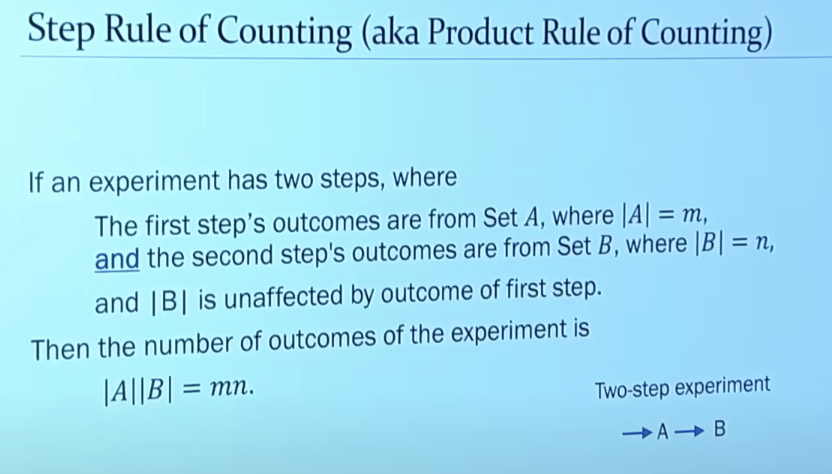 Step Rule of Counting (aka Product Rule of Counting)
If an experiment has two steps, where
The first step's outcomes are from Set A, where |A| = m,
and the second step's outcomes are from Set B, where |B| = n,
and |B| is unaffected by outcome of first step.
Then the number of outcomes of the experiment is
|A||B| = mn.
Two-step experiment
→ A → B